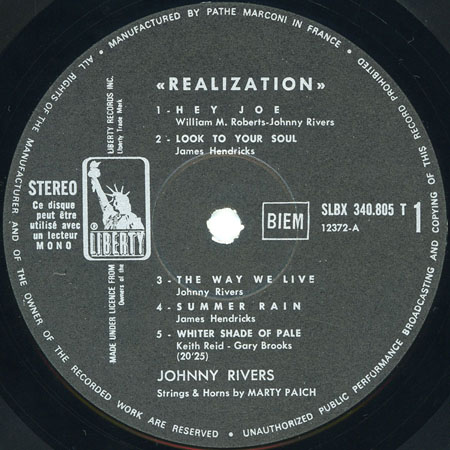 MANUFACTURED BY PATHE MARCONI IN FRANCE • ALL RIGHTS OF THE MANUFACTURER AND OF THE OWNER OF THE RECORDED WORK ARE RESERVED • UNAUTHORIZED PUBLIC PERFORMANCE BROADCASTING AND COPYING OF THIS RECORD PROHIBITED •
«REALIZATION»
1 - HEY JOE
William M. Roberts-Johnny Rivers
2 - LOOK TO YOUR SOUL
James Hendricks
LIBERTY RECORDS INC.
Liberty Trade Mark
MADE UNDER LICENCE FROM
Owners of the
STEREO
Ce disque
peut être
utilisé avec
un lecteur
MONO
LIBERTY
BIEM
SLBX 340.805 T
12372-A
1
3 - THE WAY WE LIVE
Johnny Rivers
4 - SUMMER RAIN
James Hendricks
5 - WHITER SHADE OF PALE
Keith Reid - Gary Brooks
(20'25)
JOHNNY RIVERS
Strings & Horns by MARTY PAICH